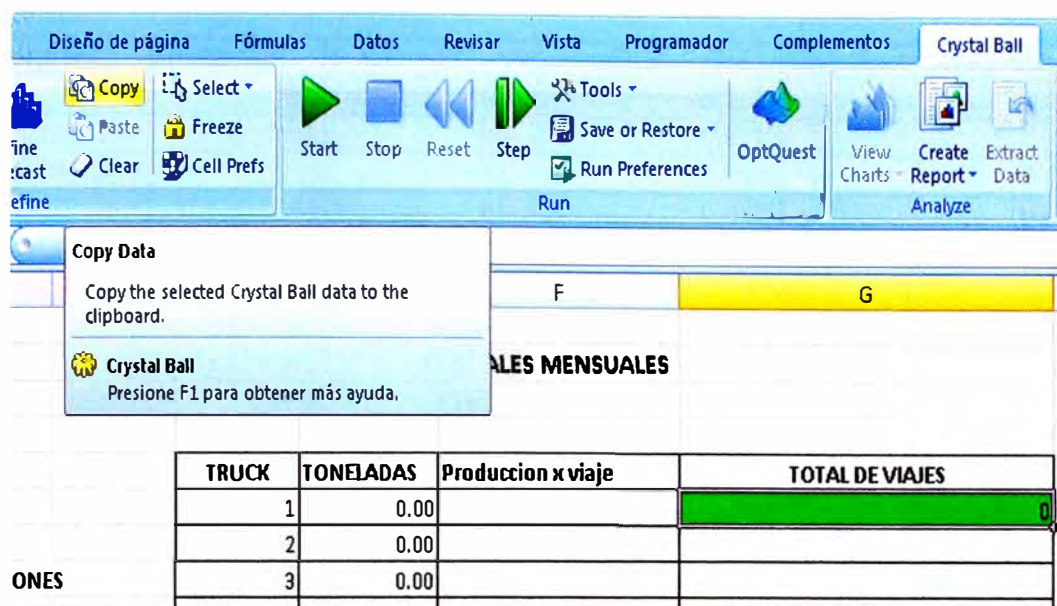 Diseño de página Fórmulas Datos Revisar Vista Programador Complementos Crystal Ball
Copy Select Tools
Paste Freeze Start Stop Reset Step Save or Restore OptQuest View Charts Create Report Extract Data
fine
ecast Clear Cell Prefs Run Preferences
efine Run Analyze
Copy Data
Copy the selected Crystal Ball data to the
clipboard.
Crystal Ball
Presione F1 para obtener más ayuda.
F G
ALES MENSUALES
TRUCK TONELADAS Produccion x viaje TOTAL DE VIAJES
1 0.00 0
2 0.00
ONES 3 0.00